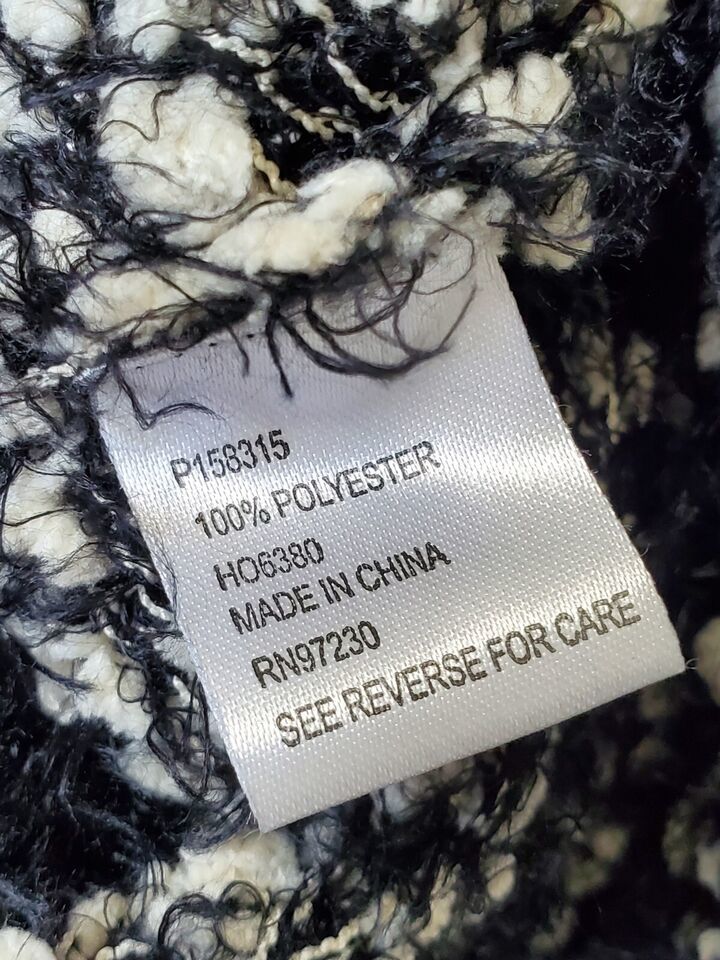 P158315
100% POLYESTER
HO6380
MADE IN CHINA
RN97230
SEE REVERSE FOR CARE